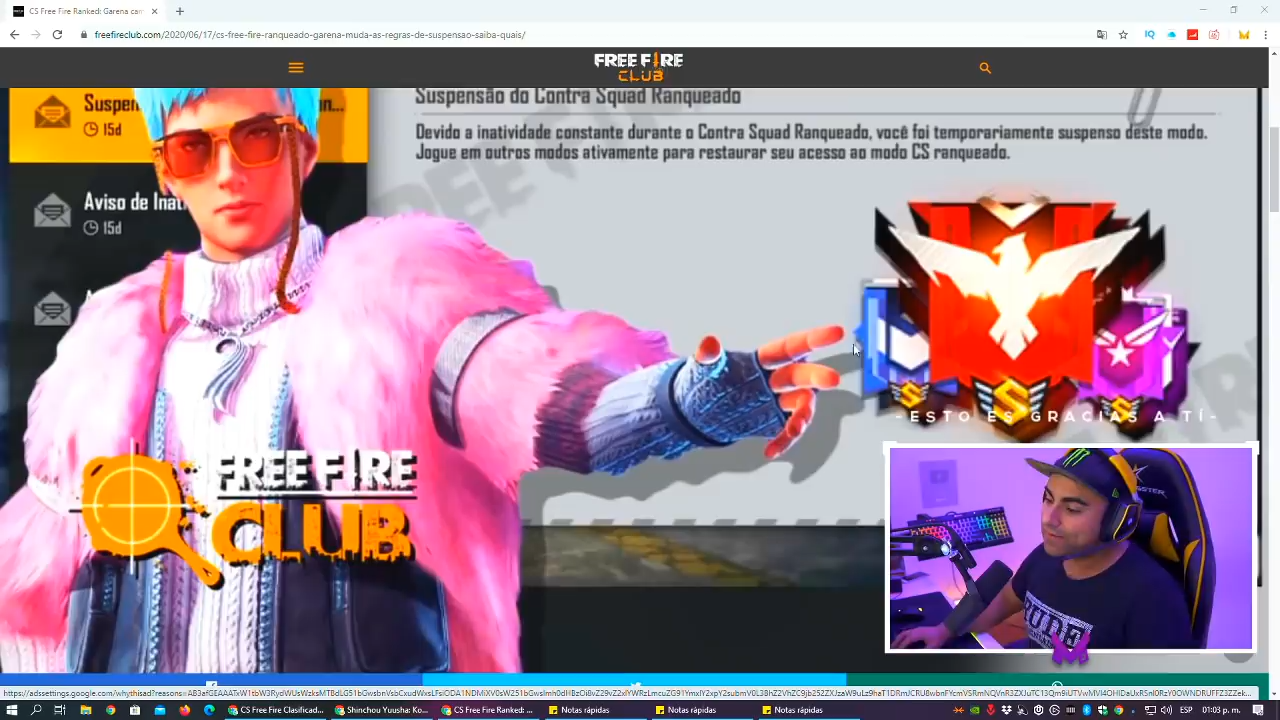 CS Free Fire Ranked: Garena can
freefireclub.com/2020/06/17/cs-free-fire-ranqueado-garena-muda-as-regras-de-suspensao-saiba-quais/
FREE FIRE
CLUB
Suspensão do Contra Squad Ranqueado
Devido a inatividade constante durante o Contra Squad Ranqueado, você foi temporariamente suspenso deste modo.
Jogue em outros modos ativamente para restaurar seu acesso ao modo CS ranqueado.
15d
Aviso de Inati
15d
-ESTO ES GRACIAS A TÍ-
FREE FIRE
CLUB
CS Free Fire Clasificad...
Shinchou Yuusha: Ko...
CS Free Fire Ranked: ...
Notas rápidas
Notas rápidas
Notas rápidas
ESP
01:03 p. m.